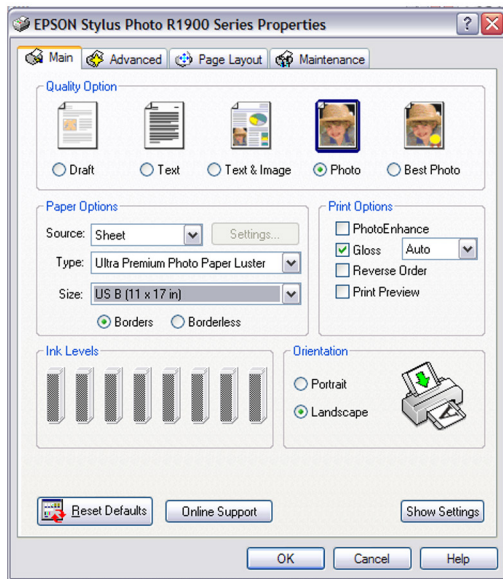 EPSON Stylus Photo R1900 Series Properties
Main Advanced Page Layout Maintenance
Quality Option
Draft Text Text & Image Photo Best Photo
Paper Options
Source: Sheet Settings...
Type: Ultra Premium Photo Paper Luster
Size: US B (11 x 17 in)
Borders Borderless
Print Options
PhotoEnhance
Gloss Auto
Reverse Order
Print Preview
Ink Levels
Orientation
Portrait
Landscape
Reset Defaults Online Support Show Settings
OK Cancel Help